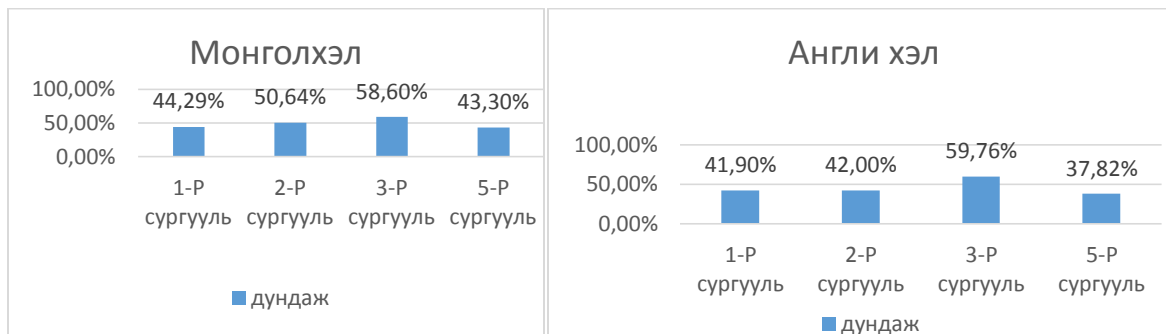 Монголхэл
100,00%
50,00%
0,00%
44,29%
50,64%
58,60%
43,30%
1-Р сургууль
2-Р сургууль
3-Р сургууль
5-Р сургууль
дундаж
Англи хэл
100,00%
50,00%
0,00%
41,90%
42,00%
59,76%
37,82%
1-Р сургууль
2-Р сургууль
3-Р сургууль
5-Р сургууль
дундаж